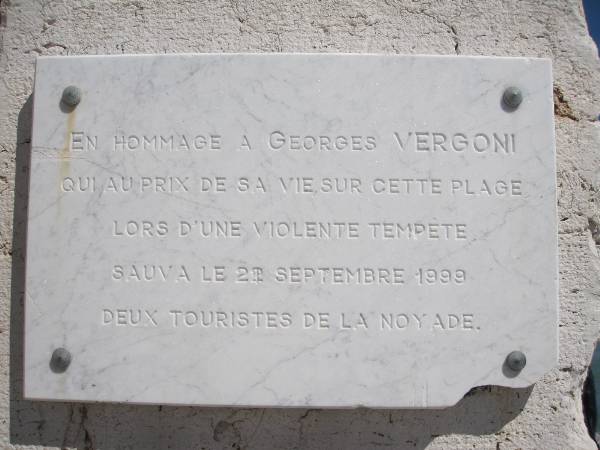 EN HOMMAGE A GEORGES VERGONI
QUI, AU PRIX DE SA VIE, SUR CETTE PLAGE
LORS D'UNE VIOLENTE TEMPÊTE
SAUVA LE SEPTEMBRE 1999
DEUX TOURISTES DE LA NOYADE.